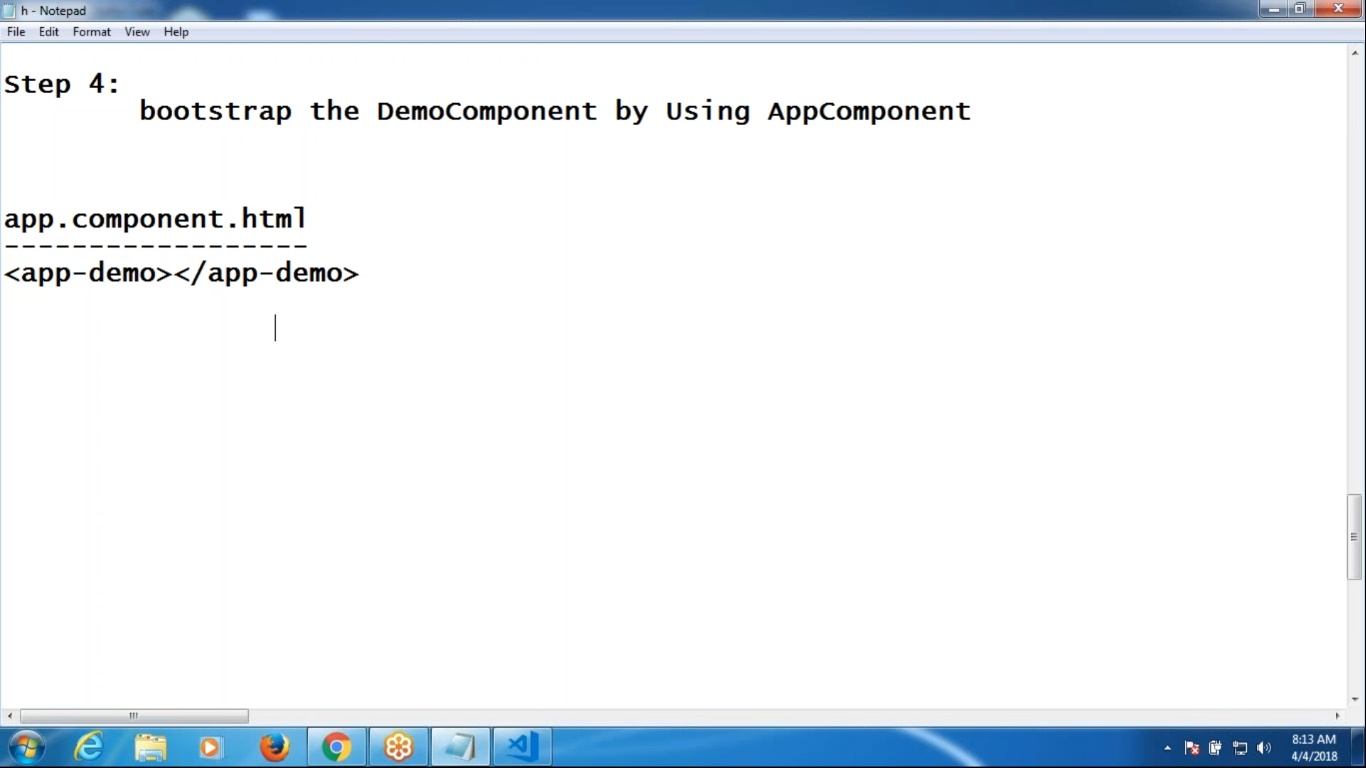 h - Notepad
File Edit Format View Help
Step 4:
bootstrap the DemoComponent by Using AppComponent
app.component.html
------------------
<app-demo></app-demo>
8:13 AM
4/4/2018